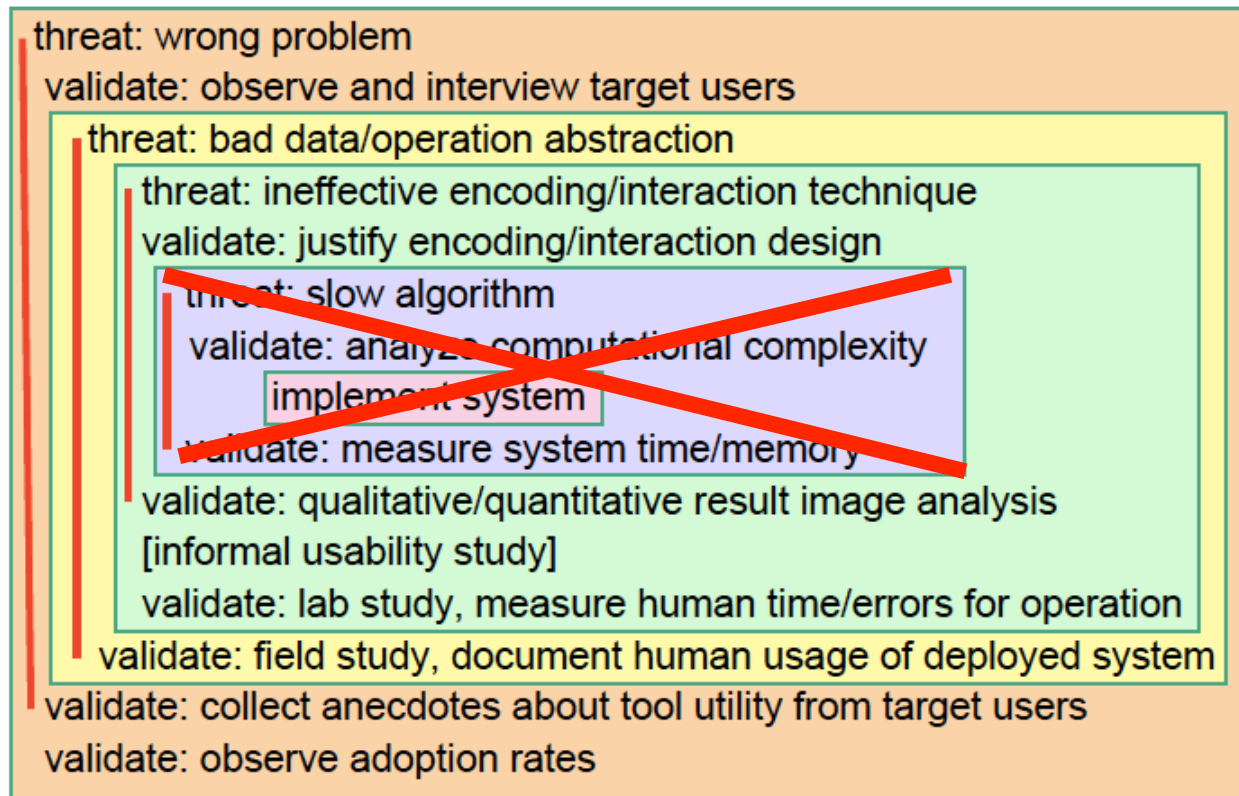 threat: wrong problem
validate: observe and interview target users
threat: bad data/operation abstraction
threat: ineffective encoding/interaction technique
validate: justify encoding/interaction design
threat: slow algorithm
validate: analyze computational complexity
implement system
validate: measure system time/memory
validate: qualitative/quantitative result image analysis
[informal usability study]
validate: lab study, measure human time/errors for operation
validate: field study, document human usage of deployed system
validate: collect anecdotes about tool utility from target users
validate: observe adoption rates